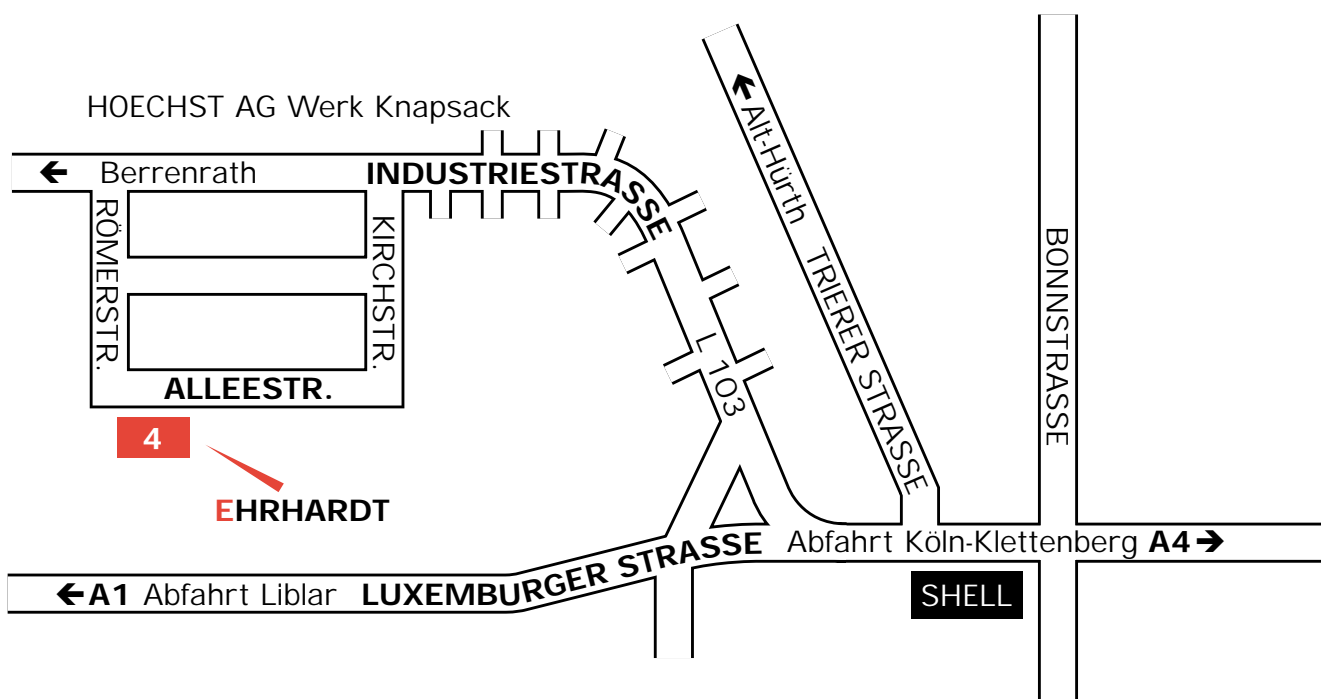 HOECHST AG Werk Knapsack
← Berrenrath
INDUSTRIESTRASSE
← Alt-Hürth TRIERER STRASSE
RÖMERSTR.
KIRCHSTR.
BONNSTRASSE
L 103
ALLEESTR.
4
EHRHARDT
Abfahrt Köln-Klettenberg A4 →
← A1 Abfahrt Liblar LUXEMBURGER STRASSE
SHELL